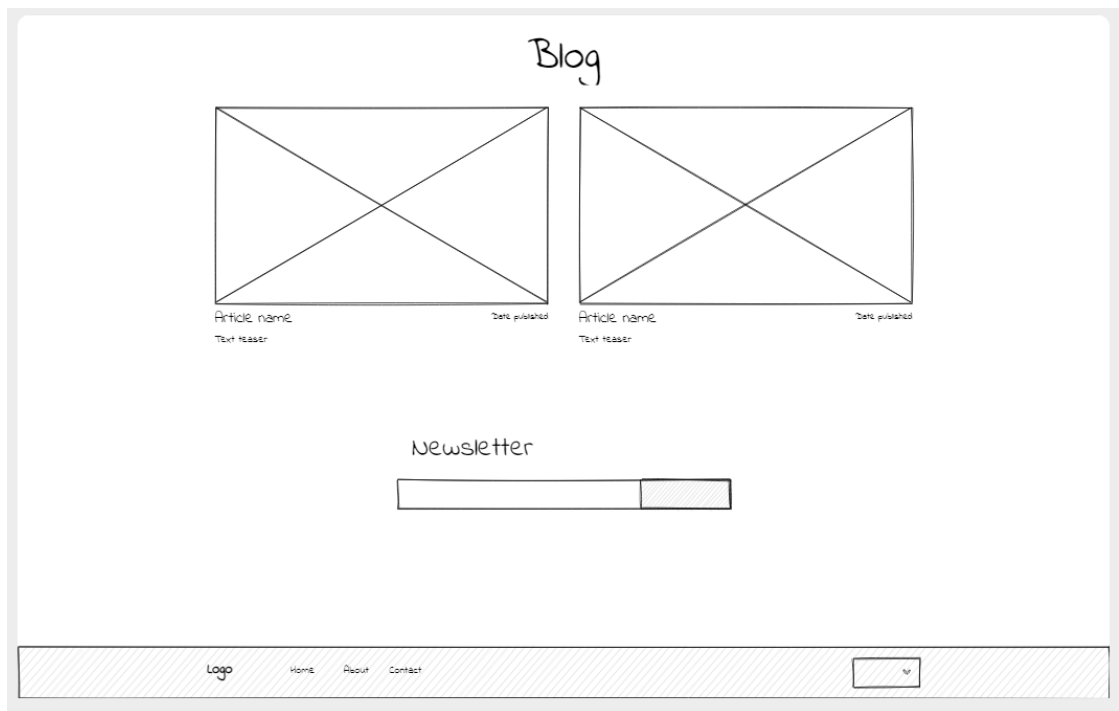 Blog
Article name Date published
Text teaser
Article name Date published
Text teaser
Newsletter
Logo Home About Contact